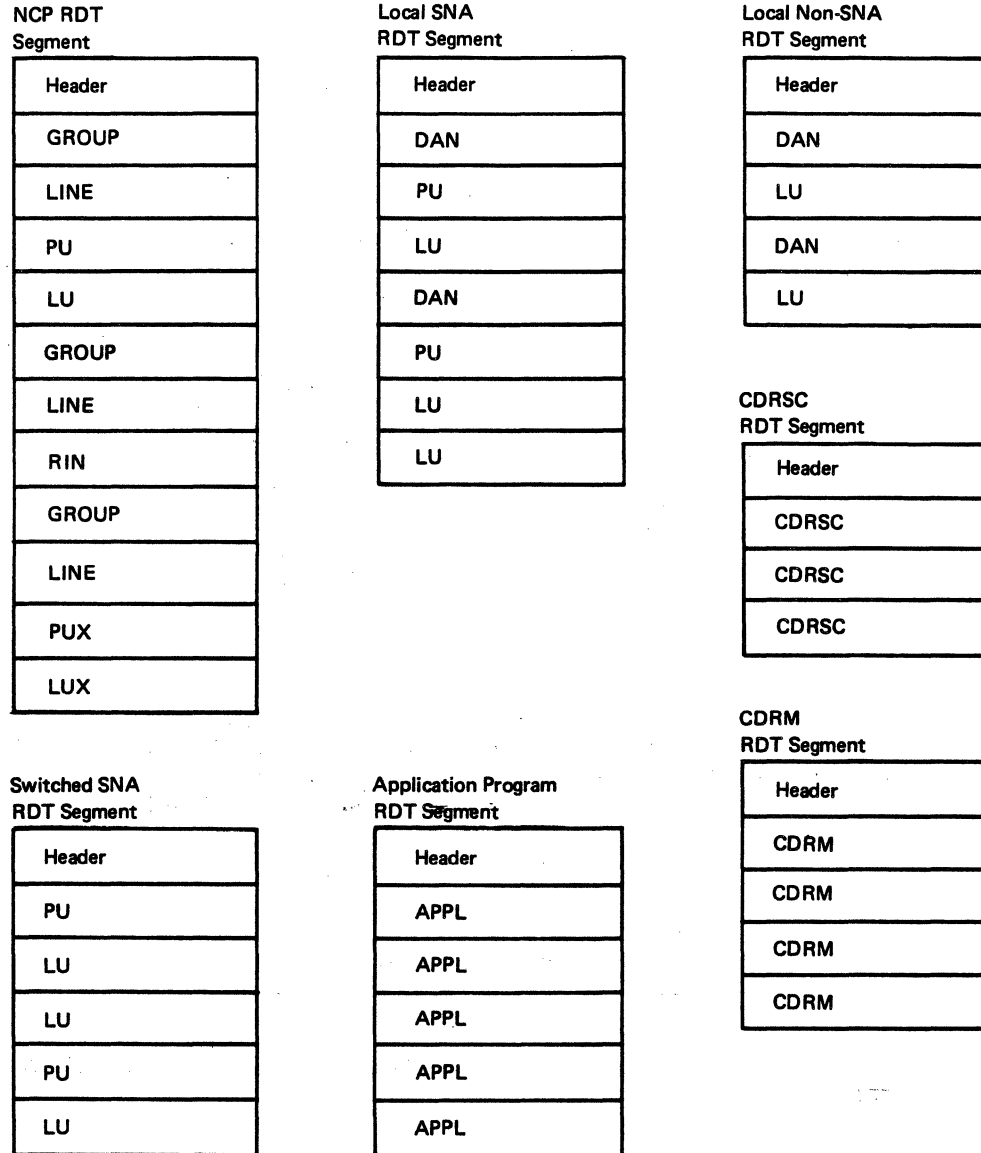 NCP RDT
Segment
Header
GROUP
LINE
PU
LU
GROUP
LINE
RIN
GROUP
LINE
PUX
LUX
Local SNA
RDT Segment
Header
DAN
PU
LU
DAN
PU
LU
LU
Local Non-SNA
RDT Segment
Header
DAN
LU
DAN
LU
CDRSC
RDT Segment
Header
CDRSC
CDRSC
CDRSC
CDRM
RDT Segment
Header
CDRM
CDRM
CDRM
CDRM
Switched SNA
RDT Segment
Header
PU
LU
LU
PU
LU
Application Program
RDT Segment
Header
APPL
APPL
APPL
APPL
APPL